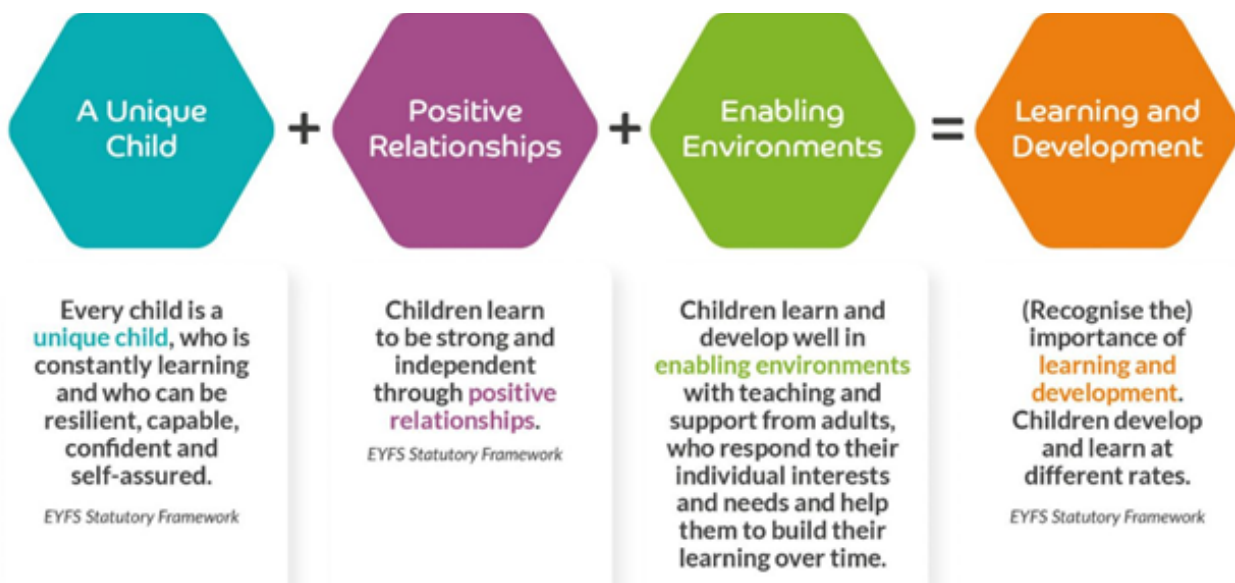 A Unique
Child
+
Positive
Relationships
+
Enabling
Environments
=
Learning and
Development
Every child is a
unique child, who is
constantly learning
and who can be
resilient, capable,
confident and
self-assured.
EYFS Statutory Framework
Children learn
to be strong and
independent
through positive
relationships.
EYFS Statutory Framework
Children learn and
develop well in
enabling environments
with teaching and
support from adults,
who respond to their
individual interests
and needs and help
them to build their
learning over time.
(Recognise the)
importance of
learning and
development.
Children develop
and learn at
different rates.
EYFS Statutory Framework